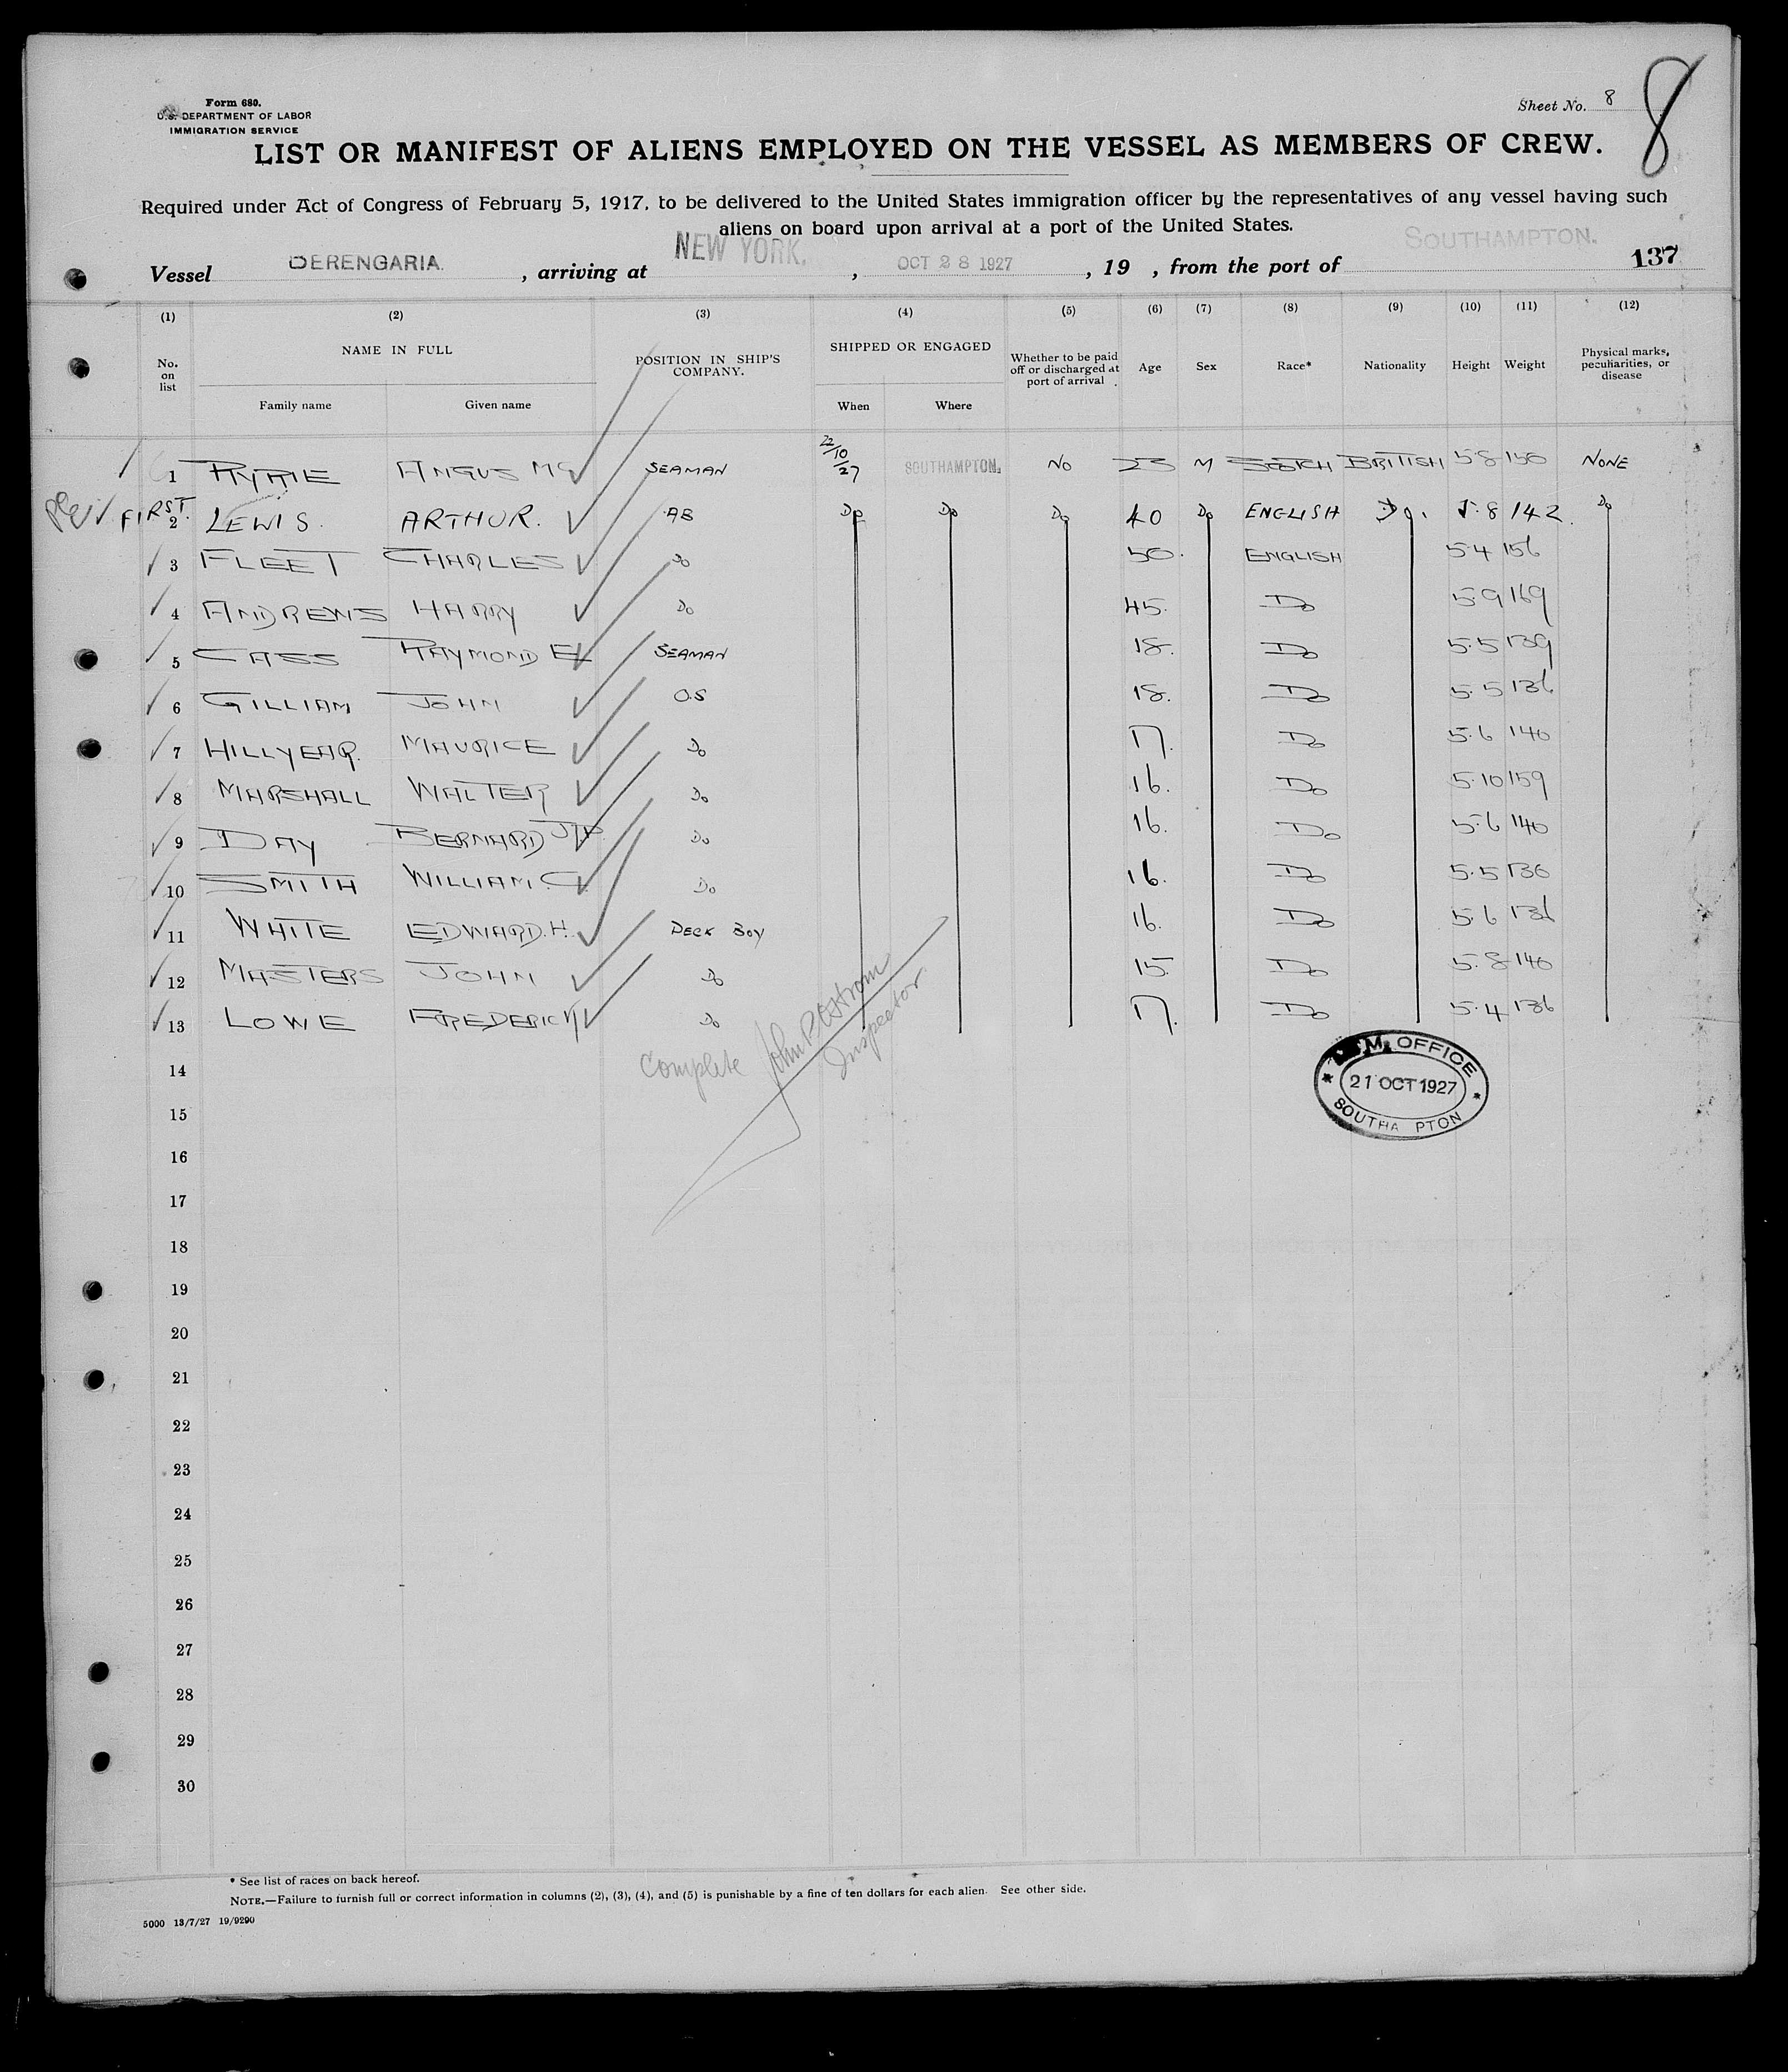 Form 680.
U.S. DEPARTMENT OF LABOR
IMMIGRATION SERVICE
Sheet No. 8
8
LIST OR MANIFEST OF ALIENS EMPLOYED ON THE VESSEL AS MEMBERS OF CREW.
Required under Act of Congress of February 5, 1917, to be delivered to the United States immigration officer by the representatives of any vessel having such
aliens on board upon arrival at a port of the United States.
Vessel BERENGARIA. , arriving at NEW YORK. , OCT 28 1927 , 19 , from the port of SOUTHAMPTON. 137
(1) (2) (3) (4) (5) (6) (7) (8) (9) (10) (11) (12)
No. on list NAME IN FULL Family name Given name POSITION IN SHIP'S COMPANY. SHIPPED OR ENGAGED When Where Whether to be paid off or discharged at port of arrival Age Sex Race* Nationality Height Weight Physical marks, peculiarities, or disease
1 PYRIE ANGUS MC SEAMAN 22/10/27 SOUTHAMPTON. NO 23 M SCOTCH BRITISH 5.8 150 NONE
FIRST. 2 LEWIS. ARTHUR. AB Do Do Do 40 Do ENGLISH Do. 5.8 142. Do
3 FLEET CHARLES Do 50. ENGLISH 5.4 156
4 ANDREWS HARRY Do 45. Do 5.9 169
5 CASS RAYMOND E Seaman 18. Do 5.5 139
6 GILLIAM JOHN O.S 18. Do 5.5 136
7 HILLYEAR. MAURICE Do 17. Do 5.6 140
8 MARSHALL WALTER Do 16. Do 5.10 159
9 DAY BERNARD Do 16. Do 5.6 140
10 SMITH WILLIAM G Do 16. Do 5.5 136
11 WHITE EDWARD.H. DECK BOY 16. Do 5.6 136
12 MASTERS JOHN Do 15. Do 5.8 140
13 LOWE FREDERICK Do 17. Do 5.4 136
Complete John P. Ostrom
Inspector
14
OFFICE
21 OCT 1927
SOUTHA PTON
15
16
17
18
19
20
21
22
23
24
25
26
27
28
29
30
* See list of races on back hereof.
NOTE.—Failure to furnish full or correct information in columns (2), (3), (4), and (5) is punishable by a fine of ten dollars for each alien. See other side.
5000 13/7/27 19/9290